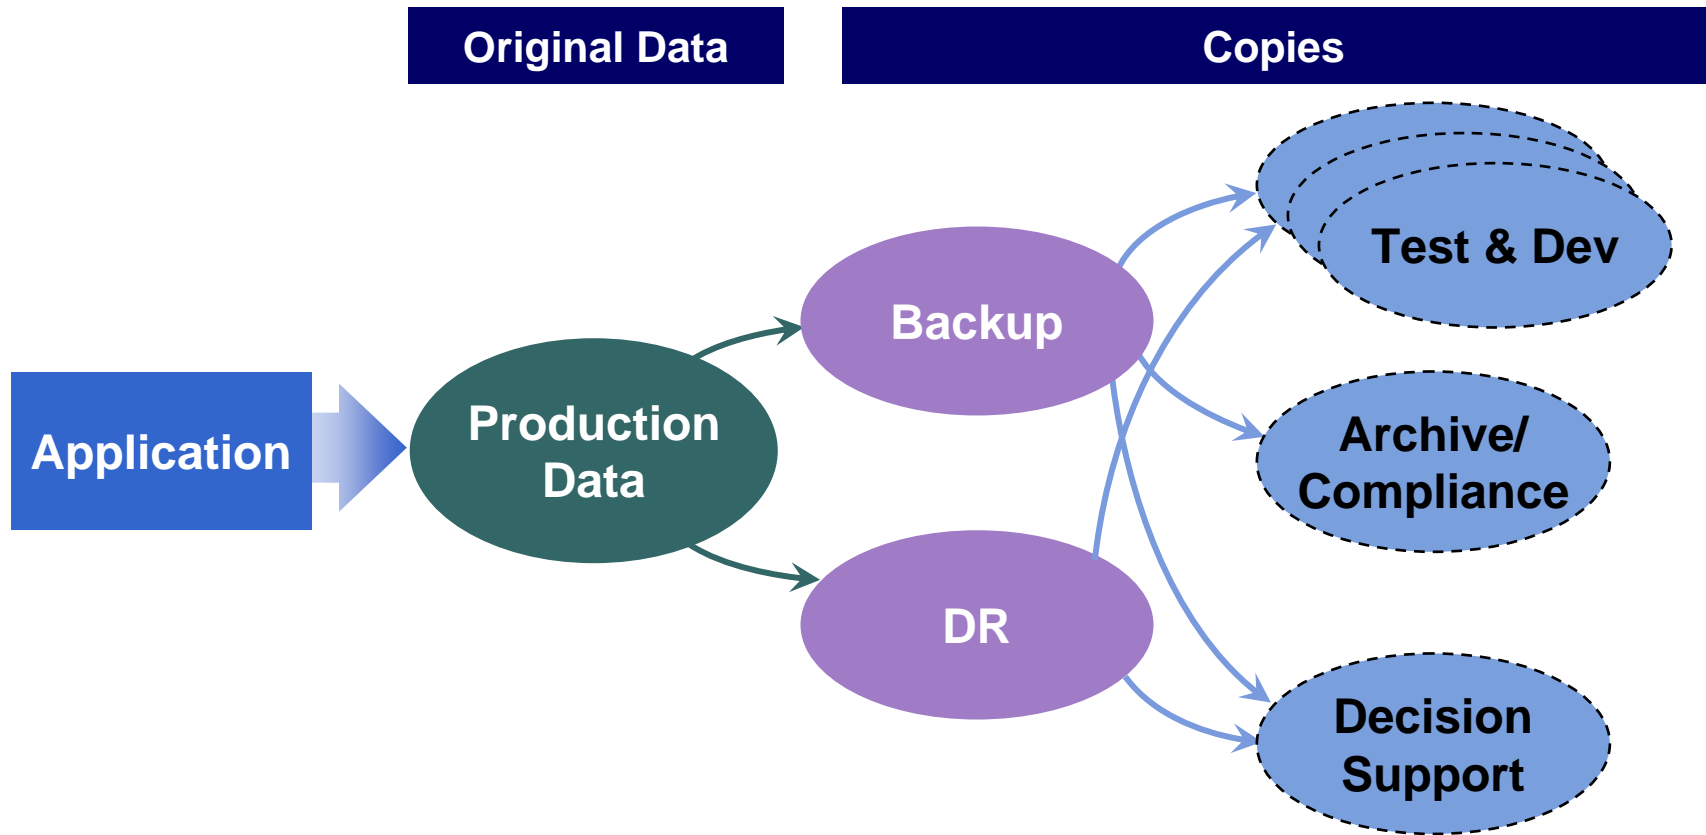 Original Data
Copies
Test & Dev
Backup
Application
Production
Data
Archive/
Compliance
DR
Decision
Support